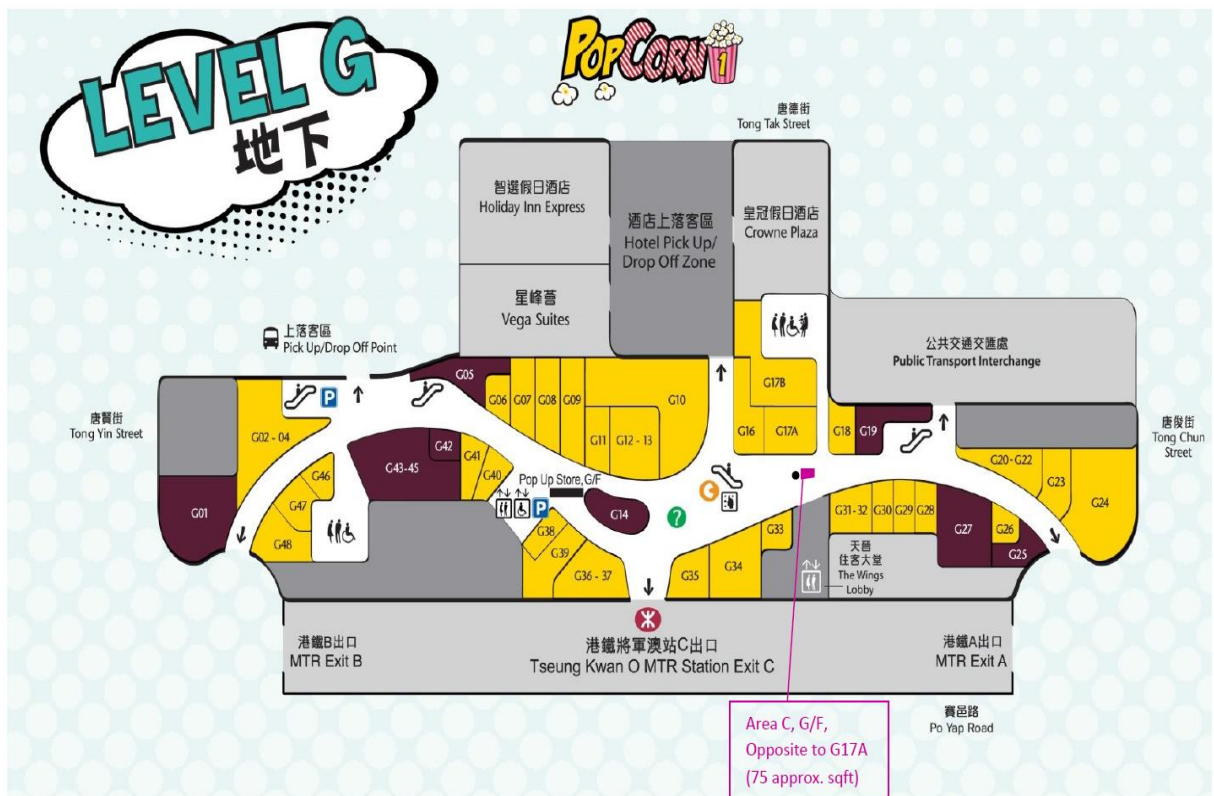 LEVEL G
地下
POPCORN 1
唐德街
Tong Tak Street
智選假日酒店
Holiday Inn Express
酒店上落客區
Hotel Pick Up/
Drop Off Zone
皇冠假日酒店
Crowne Plaza
星峰薈
Vega Suites
上落客區
Pick Up/Drop Off Point
公共交通交匯處
Public Transport Interchange
唐賢街
Tong Yin Street
唐俊街
Tong Chun
Street
G01
G02 - 04
G05
G06
G07
G08
G09
G10
G11
G12 - 13
G16
G17B
G17A
G18
G19
G20- G22
G23
G24
P
G46
G47
G48
G43-45
G42
G41
G40
Pop Up Store,G/F
P
G14
?
C
G38
G39
G36 - 37
G35
G34
G33
G31- 32
G30
G29
G28
G27
G26
G25
天晉
住客大堂
The Wings
Lobby
港鐵B出口
MTR Exit B
港鐵將軍澳站C出口
Tseung Kwan O MTR Station Exit C
港鐵A出口
MTR Exit A
寶邑路
Po Yap Road
Area C, G/F,
Opposite to G17A
(75 approx. sqft)